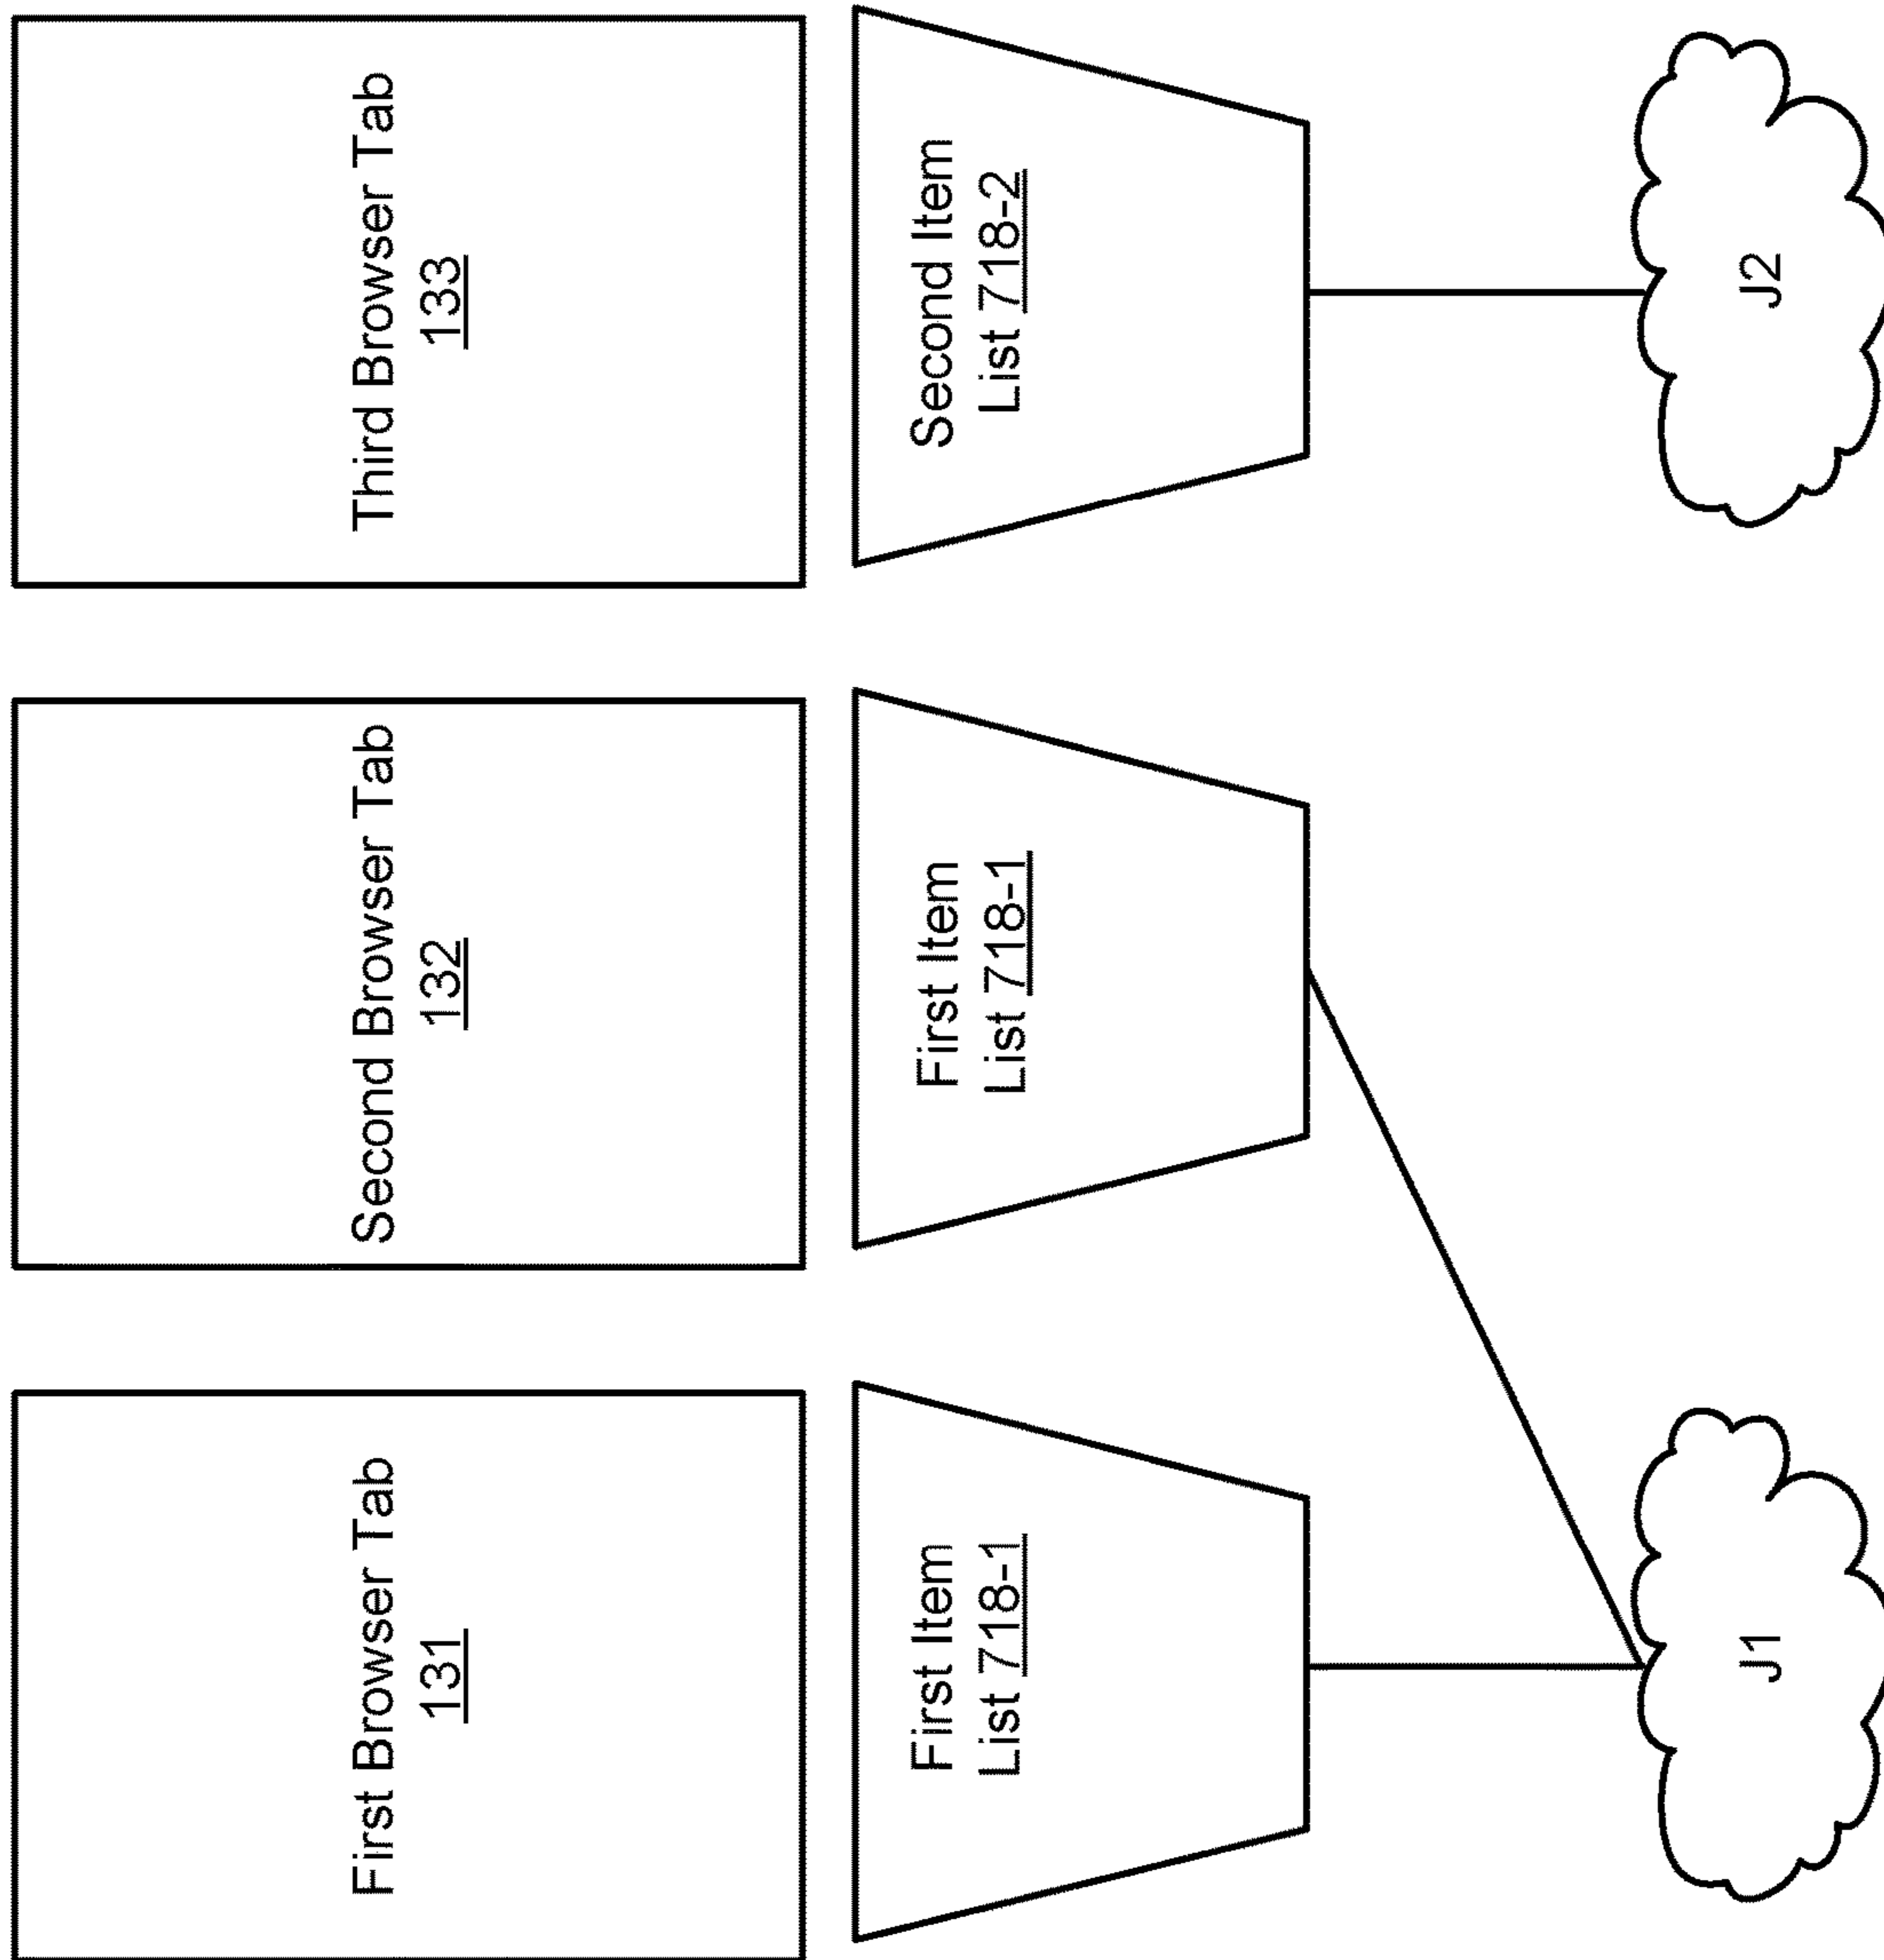 First Browser Tab
131
First Item
List 718-1
J1
Second Browser Tab
132
First Item
List 718-1
Third Browser Tab
133
Second Item
List 718-2
J2